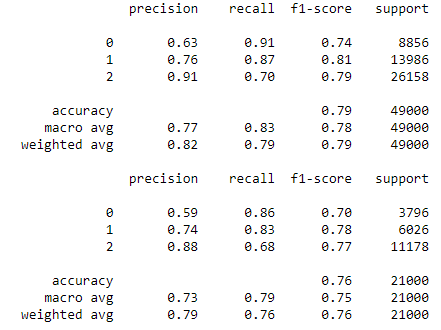 precision recall f1-score support
0 0.63 0.91 0.74 8856
1 0.76 0.87 0.81 13986
2 0.91 0.70 0.79 26158
accuracy 0.79 49000
macro avg 0.77 0.83 0.78 49000
weighted avg 0.82 0.79 0.79 49000
precision recall f1-score support
0 0.59 0.86 0.70 3796
1 0.74 0.83 0.78 6026
2 0.88 0.68 0.77 11178
accuracy 0.76 21000
macro avg 0.73 0.79 0.75 21000
weighted avg 0.79 0.76 0.76 21000